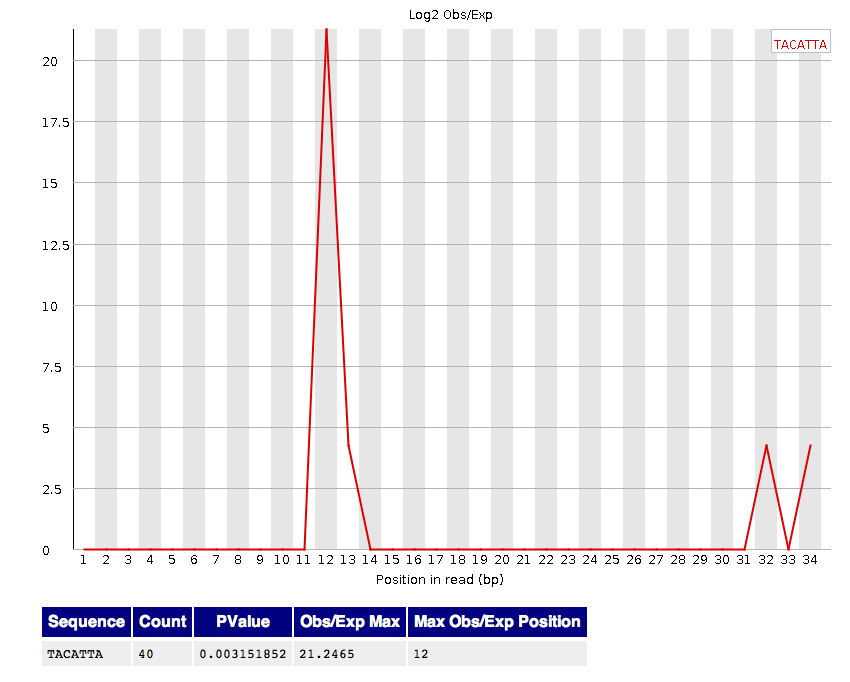 Log2 Obs/Exp
TACATTA
20
17.5
15
12.5
10
7.5
5
2.5
0
1 2 3 4 5 6 7 8 9 10 11 12 13 14 15 16 17 18 19 20 21 22 23 24 25 26 27 28 29 30 31 32 33 34
Position in read (bp)
Sequence Count PValue Obs/Exp Max Max Obs/Exp Position
TACATTA 40 0.003151852 21.2465 12